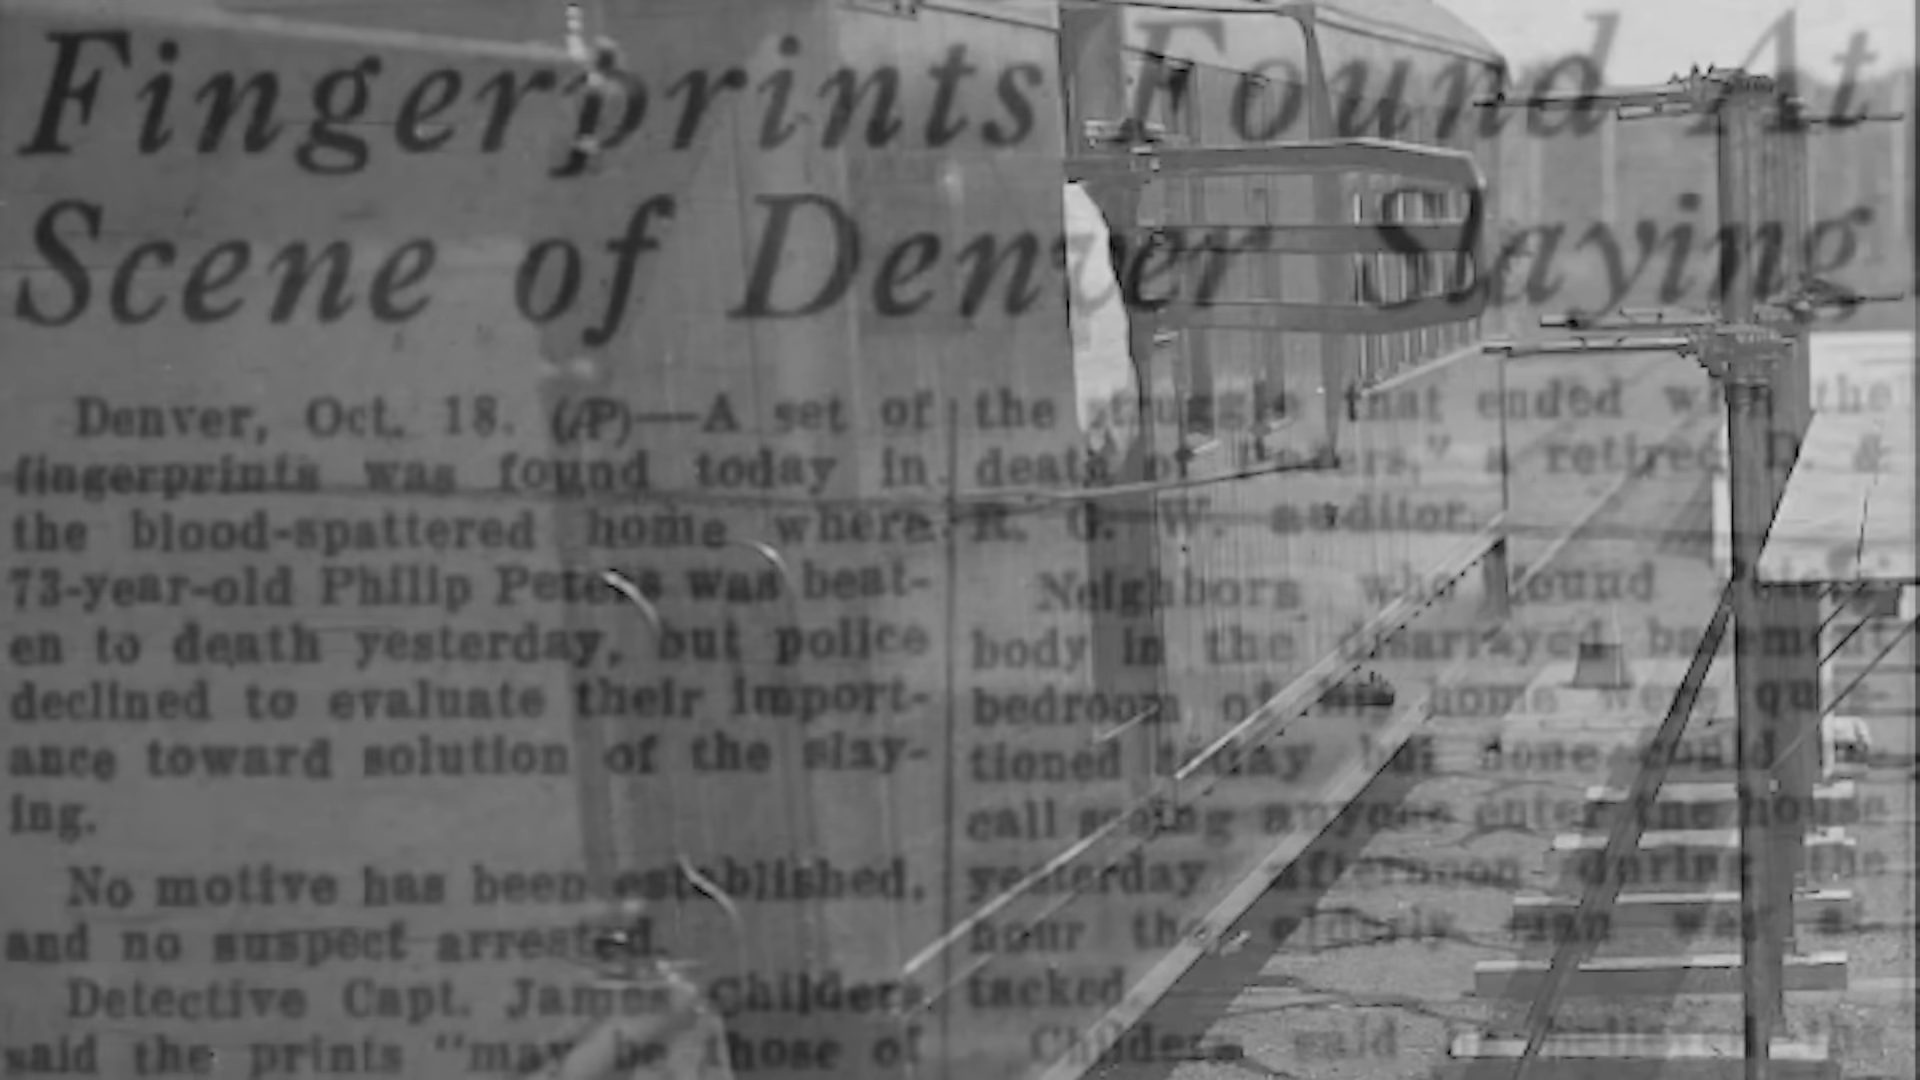 Fingerprints Found At
Scene of Denver Slaying
Denver, Oct. 18. (AP)—A set of
fingerprints was found today in
the blood-spattered home where
73-year-old Philip Peters was beat-
en to death yesterday, but police
declined to evaluate their import-
ance toward solution of the slay-
ing.
No motive has been established,
and no suspect arrested.
Detective Capt. James Childers
said the prints "may be those of
the struggle that ended when the
death of Peters," a retired D. &
R. G. W. auditor.
Neighbors who found
body in the disarrayed basement
bedroom of his home were ques-
tioned today but none could
call seeing anyone enter the house
yesterday afternoon during the
hour the elderly man was
tacked.
Childers said